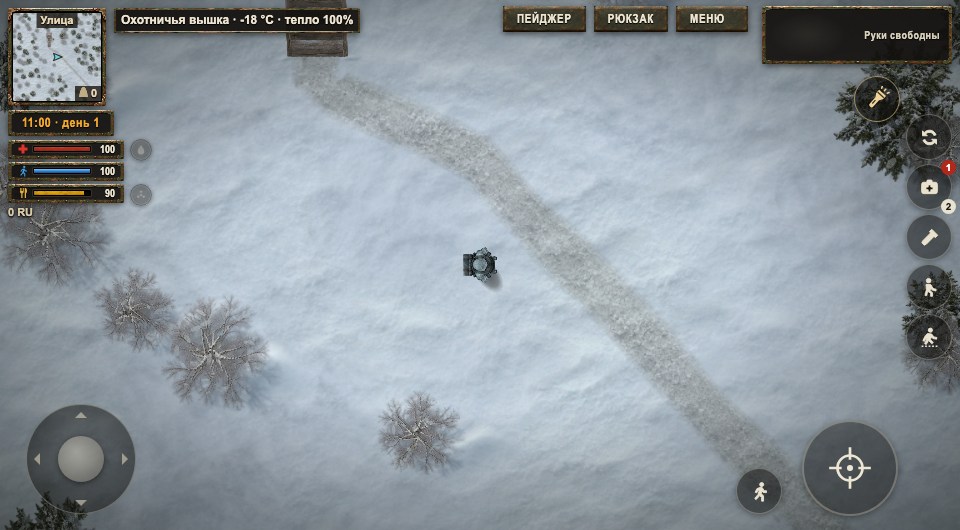 Улица
Охотничья вышка · -18 °C · тепло 100%
ПЕЙДЖЕР
РЮКЗАК
МЕНЮ
Руки свободны
0
11:00 · день 1
100
100
90
0 RU
1
2